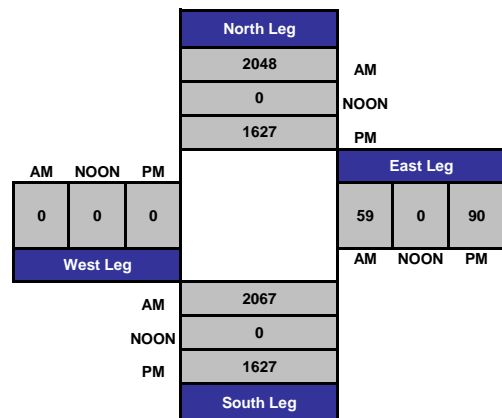 North Leg
2048 AM
0 NOON
1627 PM
AM NOON PM
East Leg
0 0 0
59 0 90
West Leg
AM NOON PM
AM 2067
NOON 0
PM 1627
South Leg